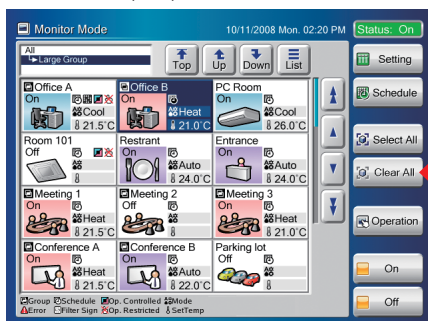 Monitor Mode
10/11/2008 Mon. 02:20 PM
Status: On
All
Large Group
Top
Up
Down
List
Setting
Schedule
Select All
Clear All
Operation
On
Off
Office A
On
Cool
21.5°C
Office B
On
Heat
21.0°C
PC Room
On
Cool
26.0°C
Room 101
Off
Restrant
On
Auto
24.0°C
Entrance
On
Auto
24.0°C
Meeting 1
On
Heat
21.5°C
Meeting 2
Off
Meeting 3
On
Heat
21.0°C
Conference A
On
Heat
21.5°C
Conference B
On
Auto
22.0°C
Parking lot
Off
Group Schedule Op. Controlled Mode
Error Filter Sign Op. Restricted SetTemp